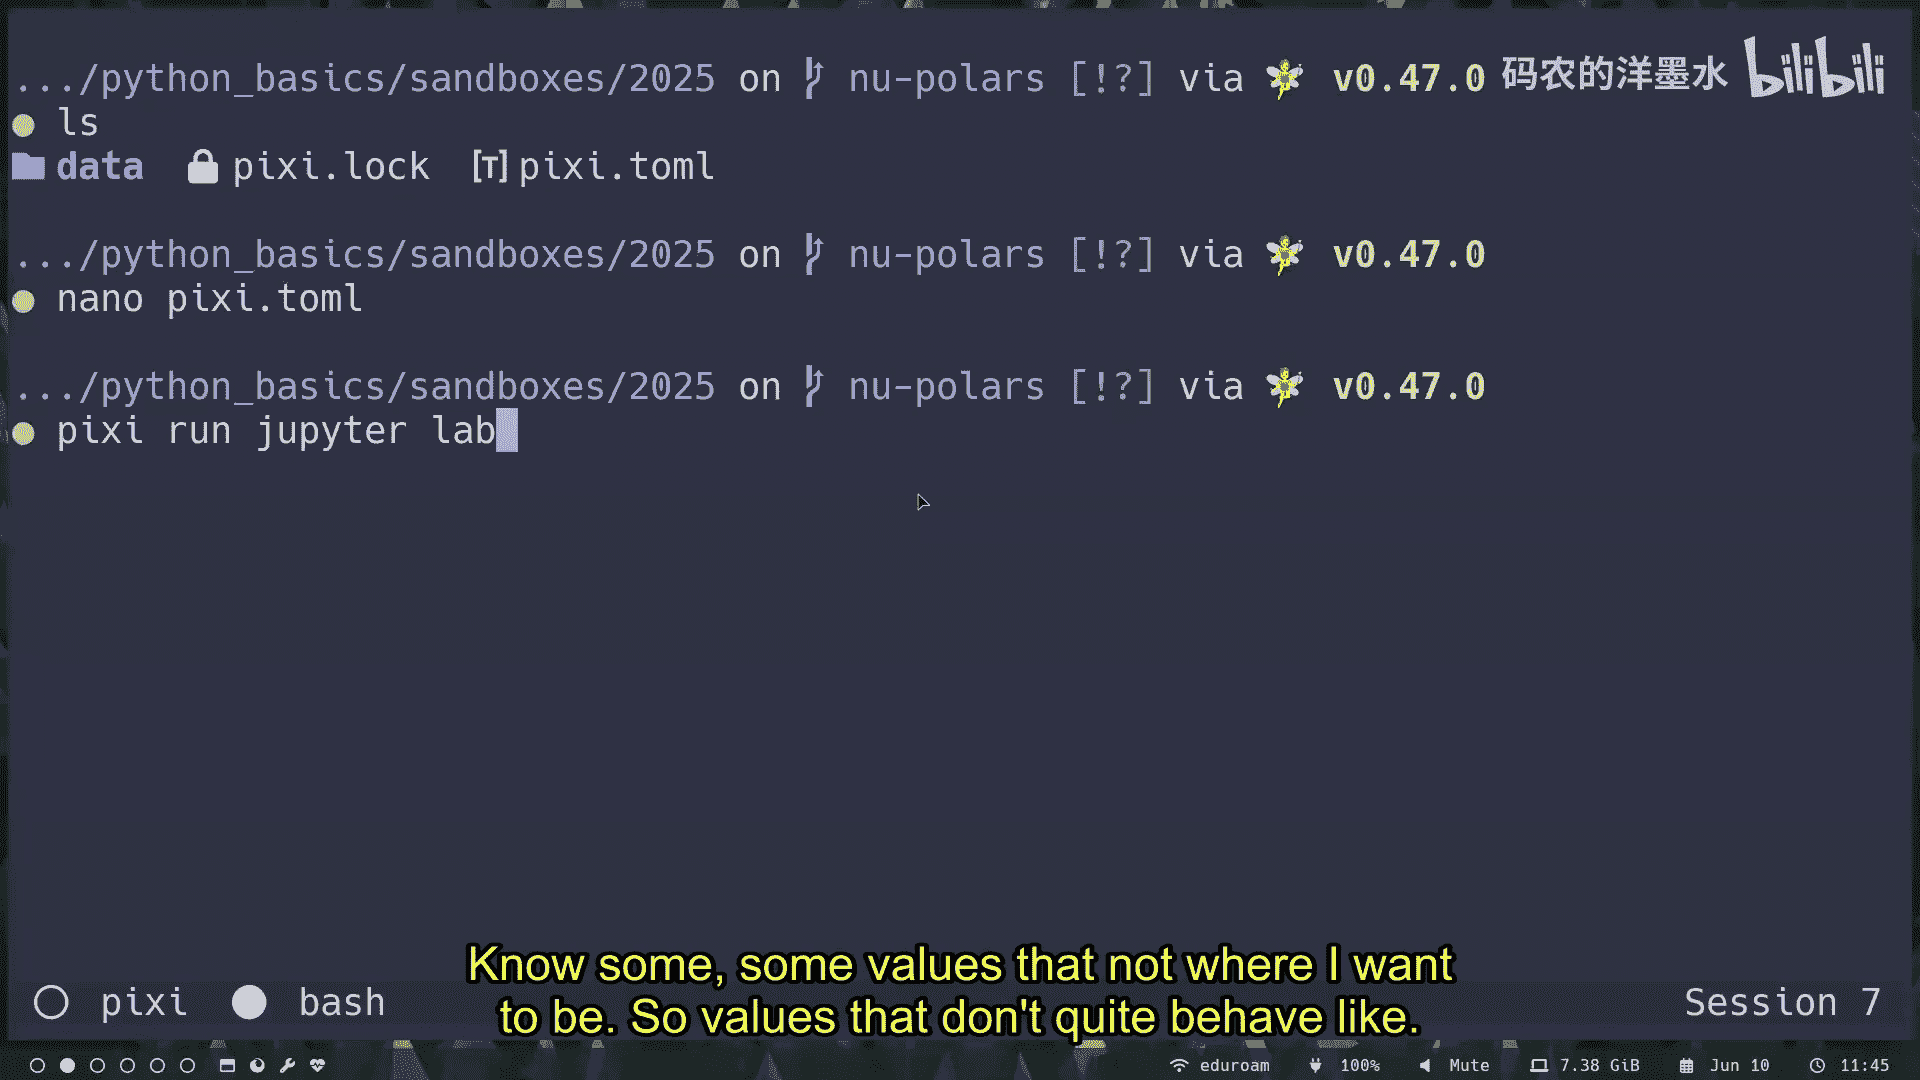 .../python_basics/sandboxes/2025 on nu-polars [!?] via v0.47.0 码农的洋墨水 bilibili
ls
data pixi.lock [T] pixi.toml
.../python_basics/sandboxes/2025 on nu-polars [!?] via v0.47.0
nano pixi.toml
.../python_basics/sandboxes/2025 on nu-polars [!?] via v0.47.0
pixi run jupyter lab
Know some, some values that not where I want
to be. So values that don't quite behave like.
pixi bash Session 7
eduroam 100% Mute 7.38 GiB Jun 10 11:45